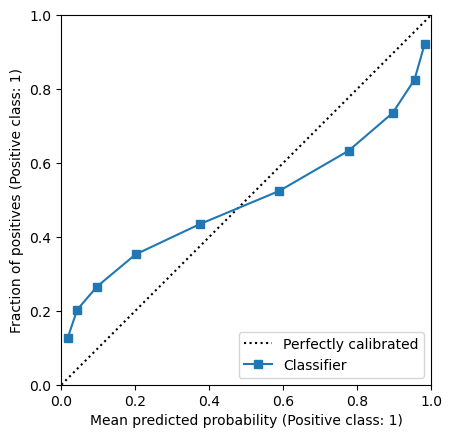 1.0
0.8
0.6
0.4
0.2
0.0
Fraction of positives (Positive class: 1)
Perfectly calibrated
Classifier
0.0 0.2 0.4 0.6 0.8 1.0
Mean predicted probability (Positive class: 1)